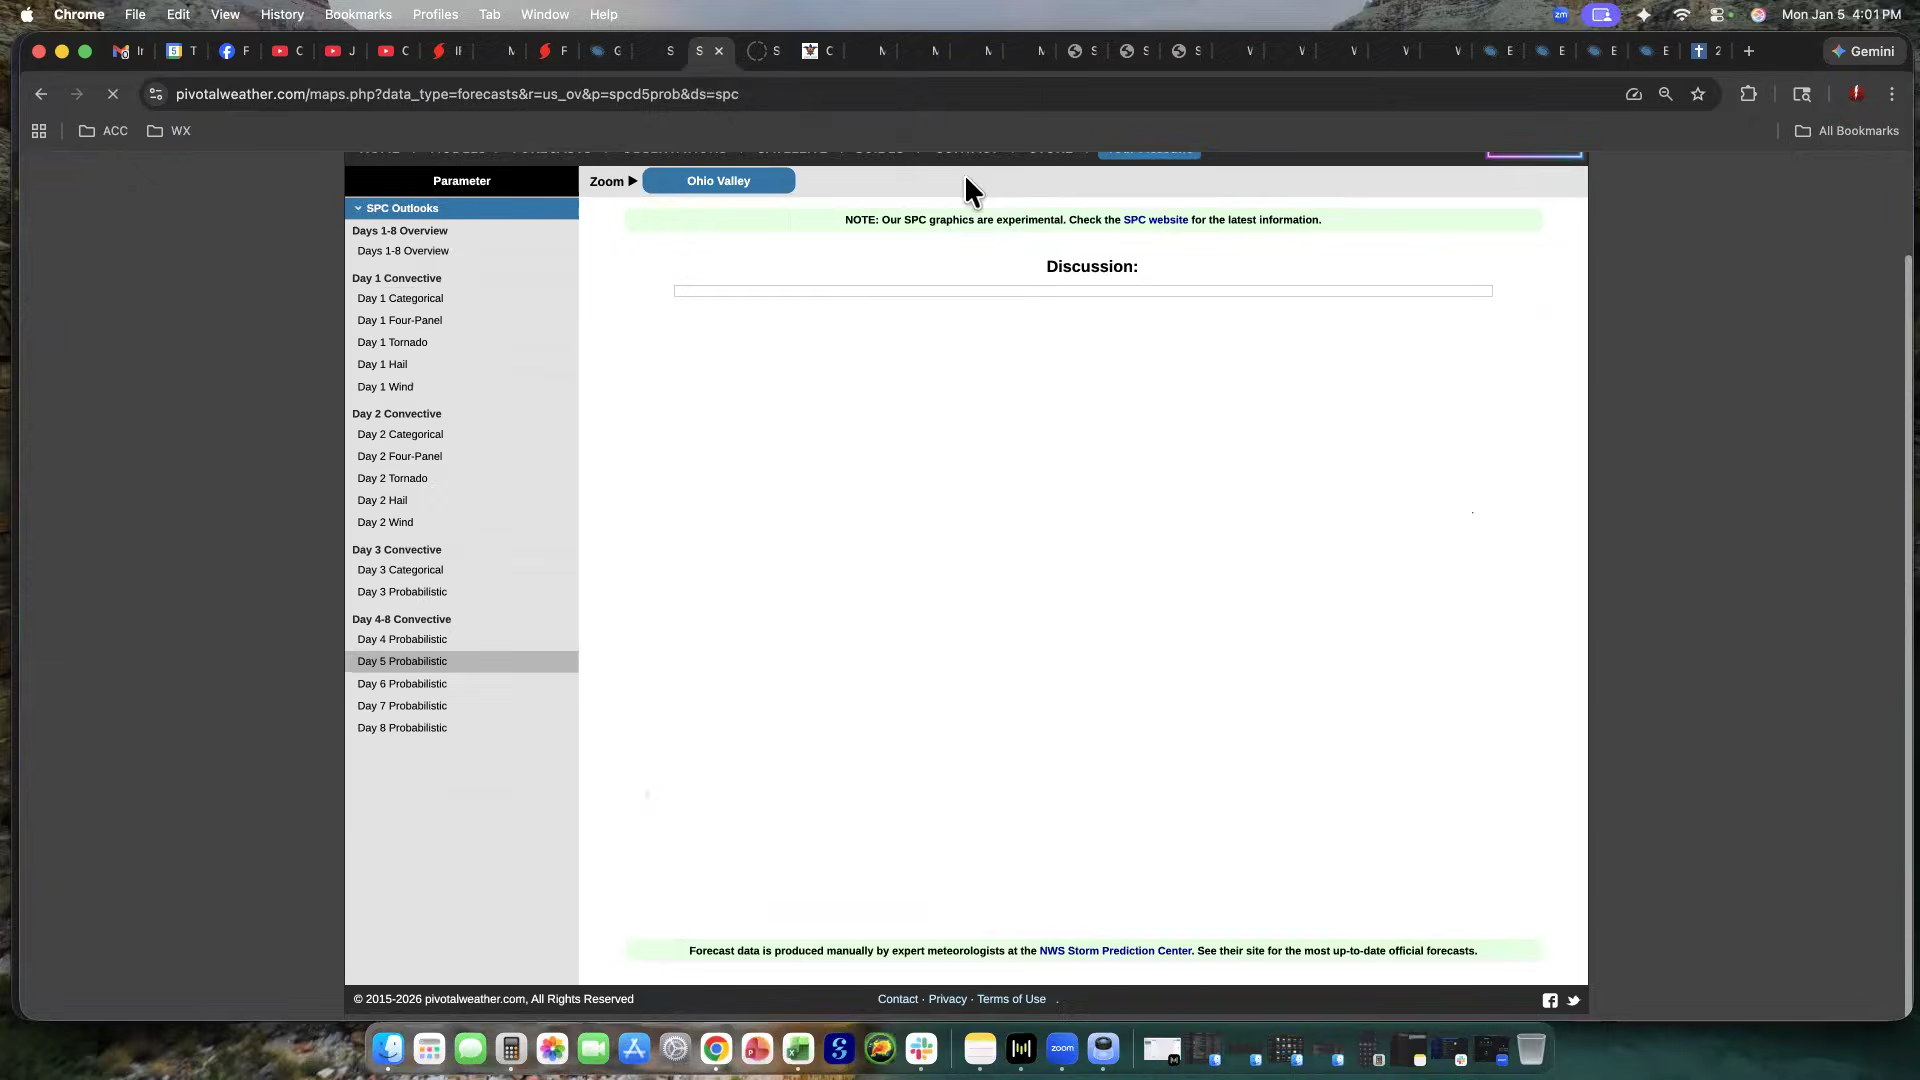 Chrome File Edit View History Bookmarks Profiles Tab Window Help Mon Jan 5 4:01 PM
Gemini
pivotalweather.com/maps.php?data_type=forecasts&r=us_ov&p=spcd5prob&ds=spc
ACC WX All Bookmarks
Parameter
Zoom ▶ Ohio Valley
SPC Outlooks
NOTE: Our SPC graphics are experimental. Check the SPC website for the latest information.
Days 1-8 Overview
Days 1-8 Overview
Discussion:
Day 1 Convective
Day 1 Categorical
Day 1 Four-Panel
Day 1 Tornado
Day 1 Hail
Day 1 Wind
Day 2 Convective
Day 2 Categorical
Day 2 Four-Panel
Day 2 Tornado
Day 2 Hail
Day 2 Wind
Day 3 Convective
Day 3 Categorical
Day 3 Probabilistic
Day 4-8 Convective
Day 4 Probabilistic
Day 5 Probabilistic
Day 6 Probabilistic
Day 7 Probabilistic
Day 8 Probabilistic
Forecast data is produced manually by expert meteorologists at the NWS Storm Prediction Center. See their site for the most up-to-date official forecasts.
© 2015-2026 pivotalweather.com, All Rights Reserved
Contact · Privacy · Terms of Use .
zoom